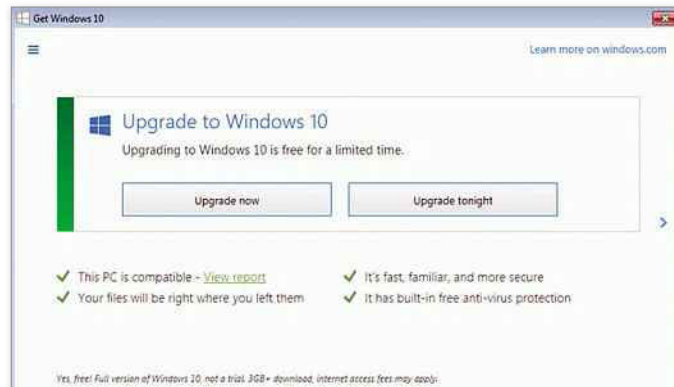 Get Windows 10
Learn more on windows.com
Upgrade to Windows 10
Upgrading to Windows 10 is free for a limited time.
Upgrade now
Upgrade tonight
This PC is compatible - View report
Your files will be right where you left them
It's fast, familiar, and more secure
It has built-in free anti-virus protection
Yes, free! Full version of Windows 10, not a trial. 3GB+ download, internet access fees may apply.